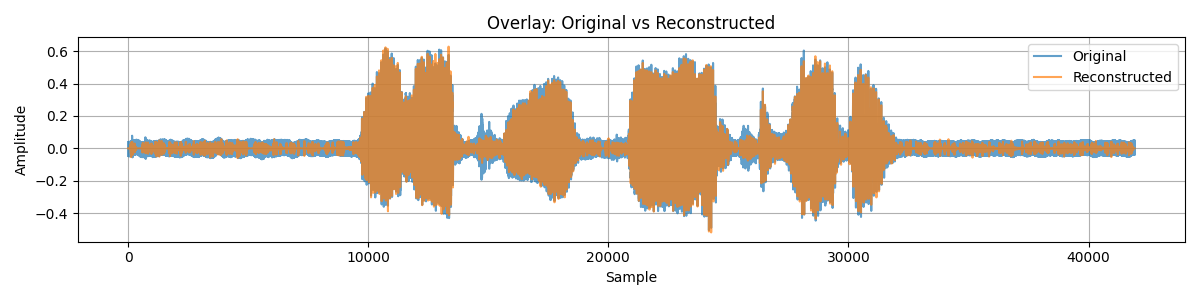 Overlay: Original vs Reconstructed
Original
Reconstructed
Amplitude
0.6
0.4
0.2
0.0
−0.2
−0.4
0 10000 20000 30000 40000
Sample